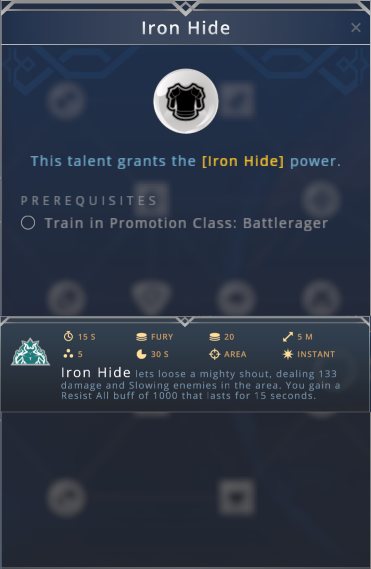 Iron Hide
This talent grants the [Iron Hide] power.
PREREQUISITES
Train in Promotion Class: Battlerager
15 S FURY 20 5 M
5 30 S AREA INSTANT
Iron Hide lets loose a mighty shout, dealing 133
damage and Slowing enemies in the area. You gain a
Resist All buff of 1000 that lasts for 15 seconds.